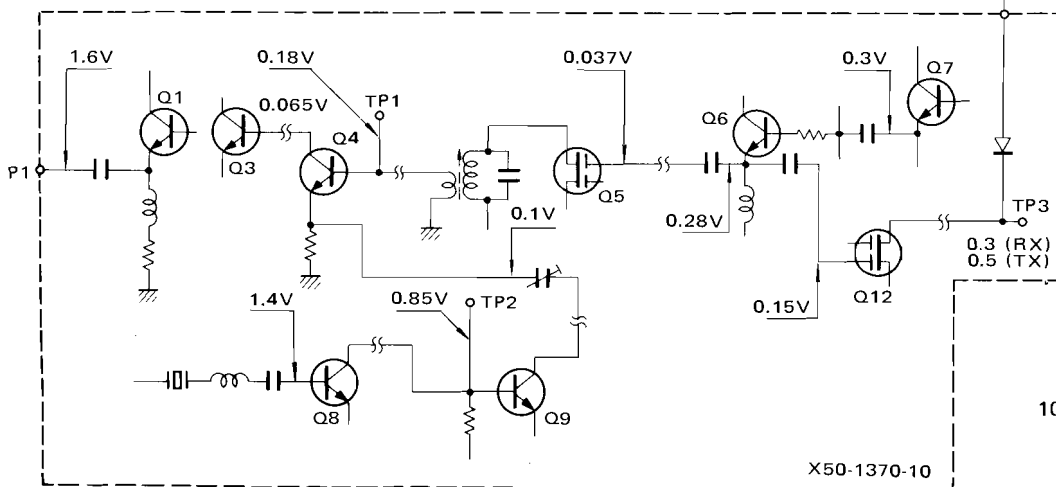 1.6V
0.18V
0.037V
0.3V
Q7
Q1
0.065V
TP1
Q6
Q4
P1
Q3
Q5
0.1V
0.28V
TP3
0.3 (RX)
0.5 (TX)
1.4V
0.85V
TP2
0.15V
Q12
Q8
Q9
10
X50-1370-10